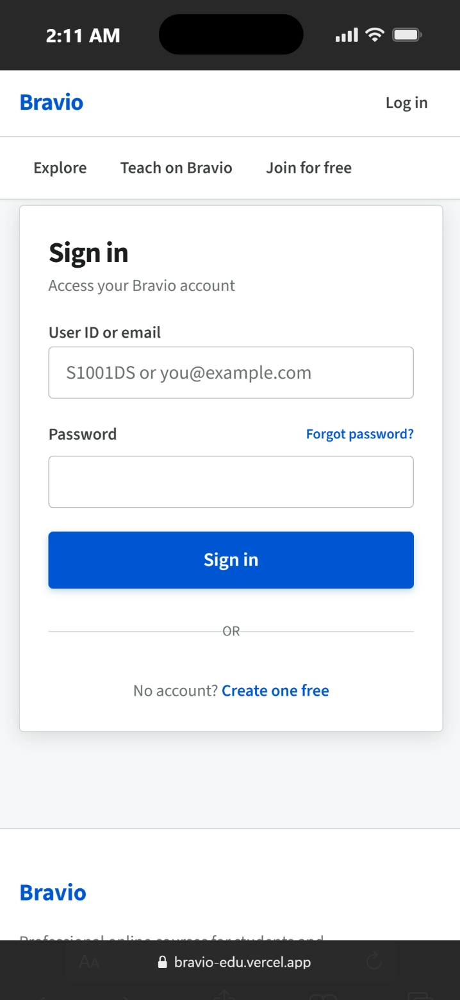 2:11 AM
Bravio
Log in
Explore
Teach on Bravio
Join for free
Sign in
Access your Bravio account
User ID or email
S1001DS or you@example.com
Password
Forgot password?
Sign in
OR
No account? Create one free
Bravio
Professional online courses for students and
AA
bravio-edu.vercel.app